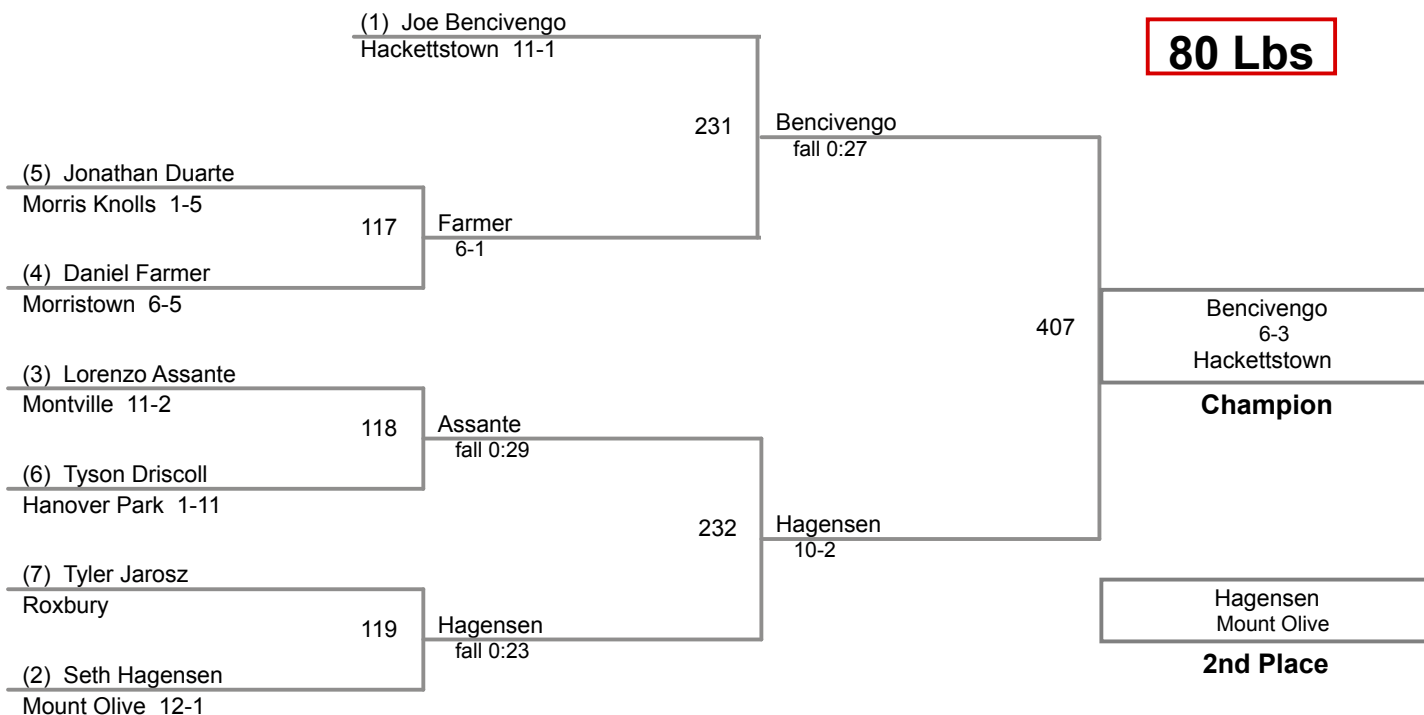 (1) Joe Bencivengo
Hackettstown 11-1
80 Lbs
231
Bencivengo
fall 0:27
(5) Jonathan Duarte
Morris Knolls 1-5
117
Farmer
6-1
(4) Daniel Farmer
Morristown 6-5
407
Bencivengo
6-3
Hackettstown
Champion
(3) Lorenzo Assante
Montville 11-2
118
Assante
fall 0:29
(6) Tyson Driscoll
Hanover Park 1-11
232
Hagensen
10-2
(7) Tyler Jarosz
Roxbury
119
Hagensen
fall 0:23
(2) Seth Hagensen
Mount Olive 12-1
Hagensen
Mount Olive
2nd Place